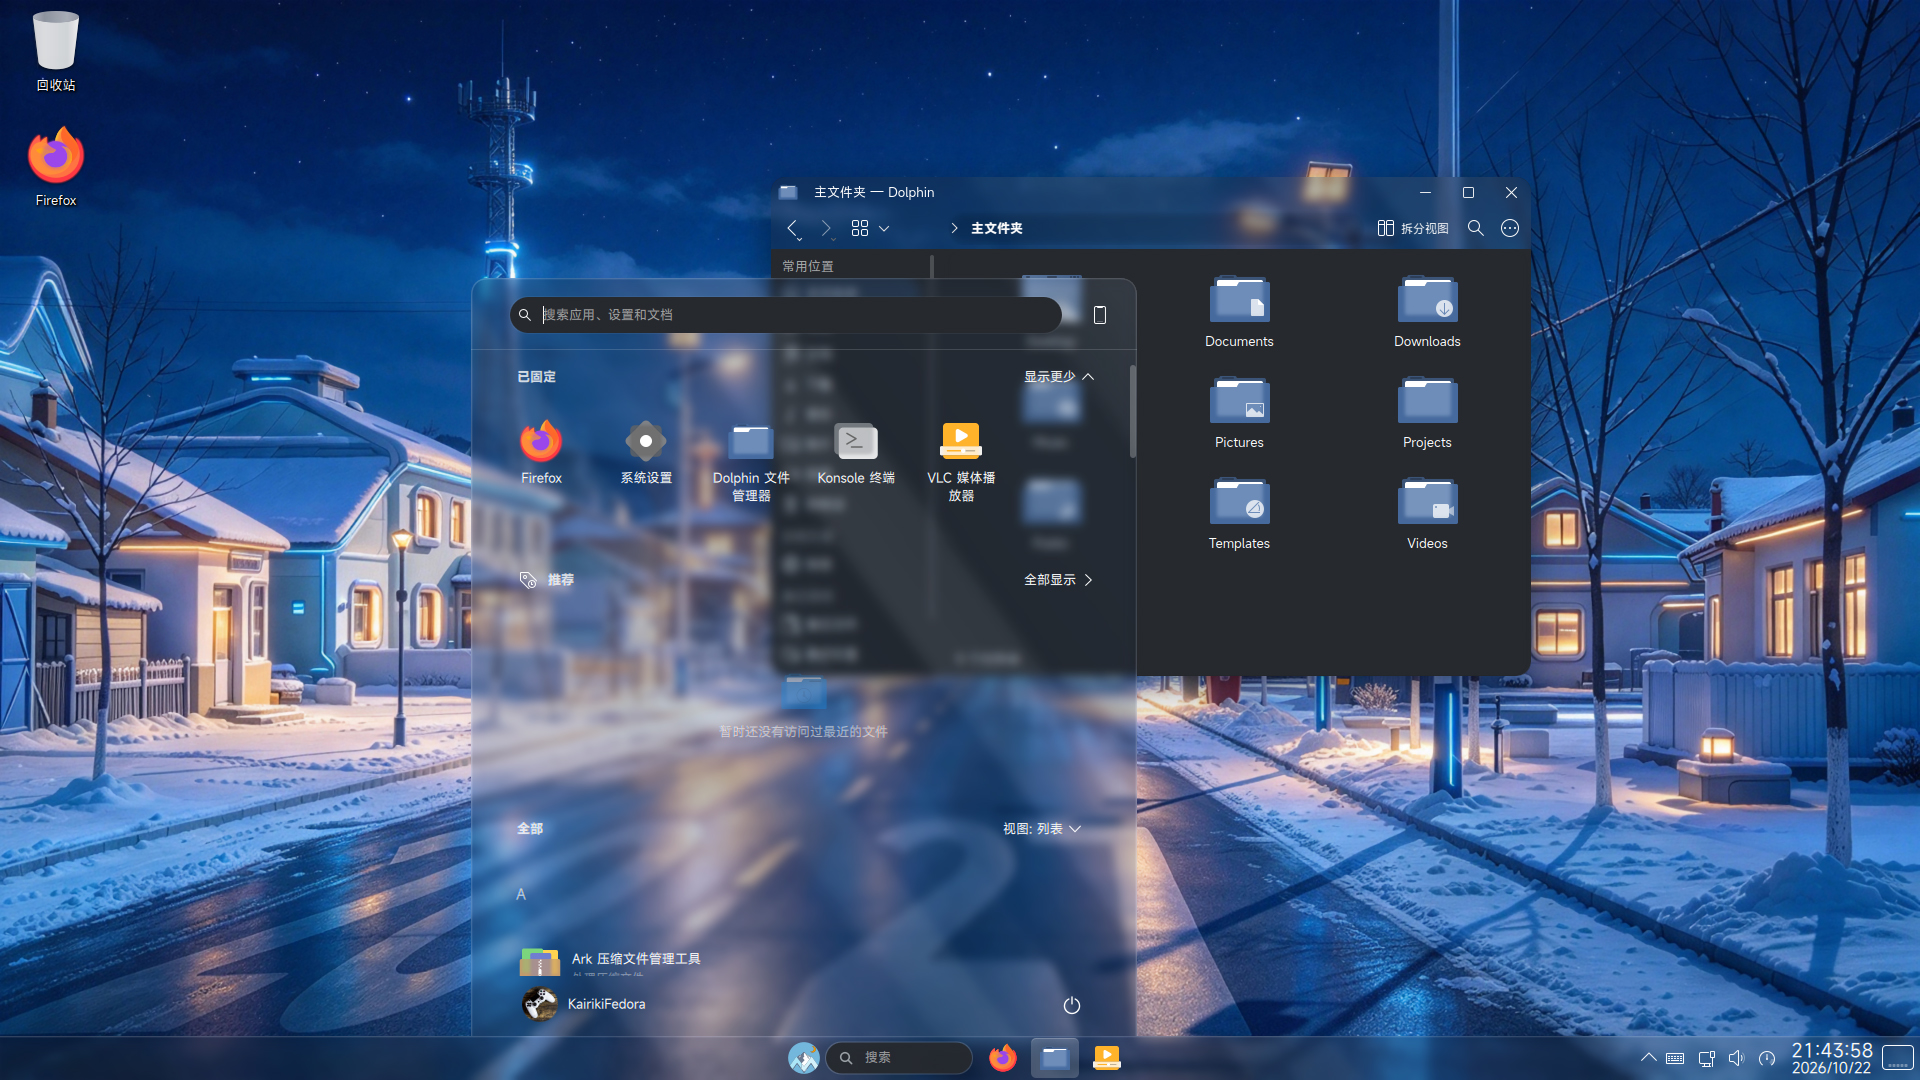 回收站
Firefox
主文件夹 — Dolphin
主文件夹
拆分视图
常用位置
Documents
Downloads
Pictures
Projects
Templates
Videos
搜索应用、设置和文档
已固定
显示更少
Firefox
系统设置
Dolphin 文件
管理器
Konsole 终端
VLC 媒体播
放器
推荐
全部显示
暂时还没有访问过最近的文件
全部
视图: 列表
A
Ark 压缩文件管理工具
KairikiFedora
搜索
21:43:58
2026/10/22